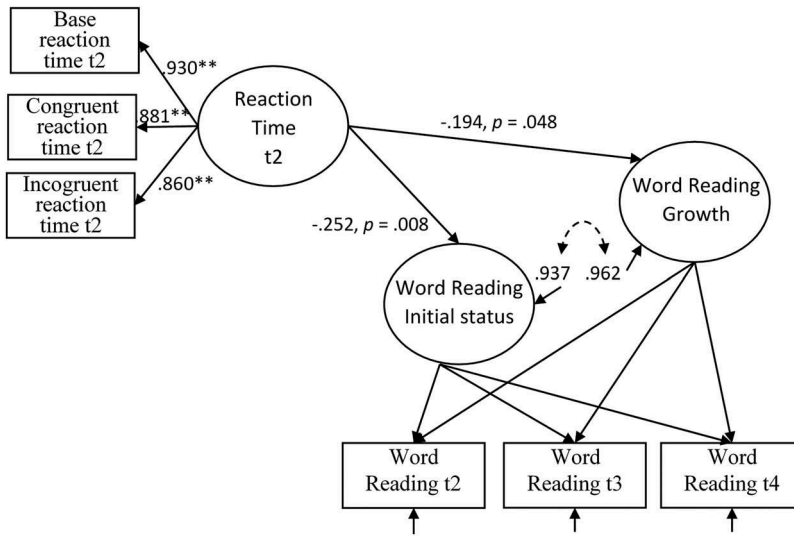 Base
reaction
time t2
.930**
Congruent
reaction
time t2
.881**
Incogruent
reaction
time t2
.860**
Reaction
Time
t2
-.194, p = .048
-.252, p = .008
Word Reading
Growth
.937 .962
Word Reading
Initial status
Word
Reading t2
Word
Reading t3
Word
Reading t4